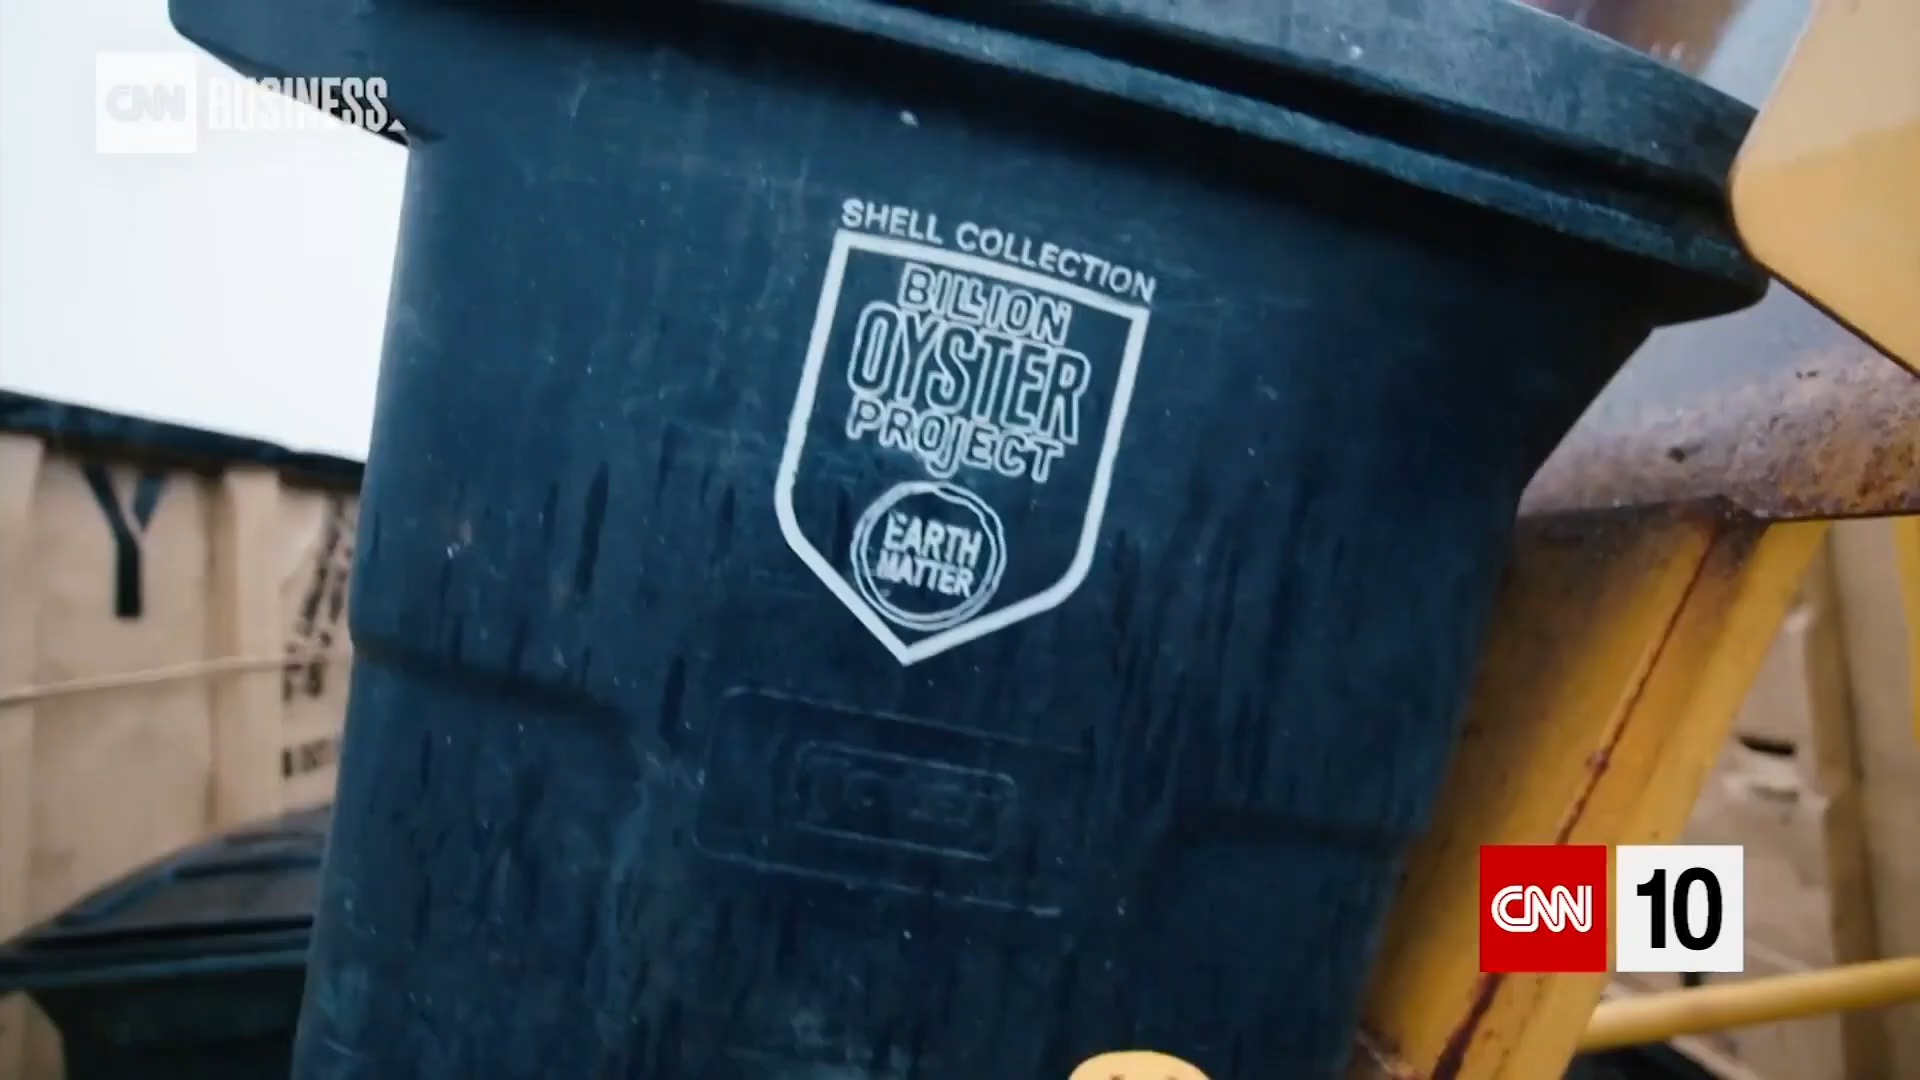 CNN BUSINESS
SHELL COLLECTION
BILLION
OYSTER
PROJECT
EARTH
MATTER
Y
CNN 10